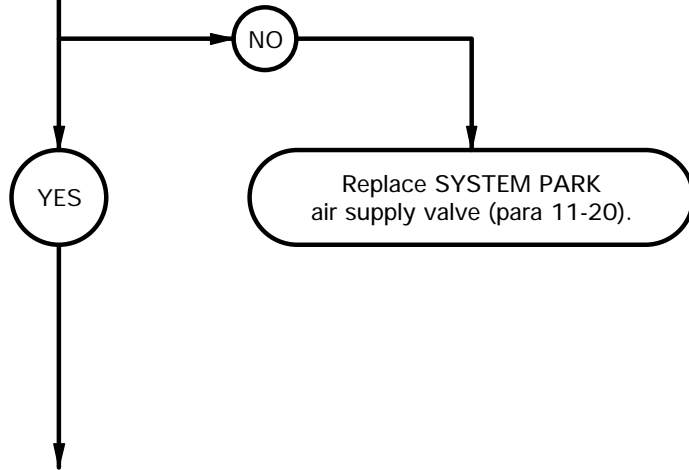 NO
YES
Replace SYSTEM PARK
air supply valve (para 11-20).